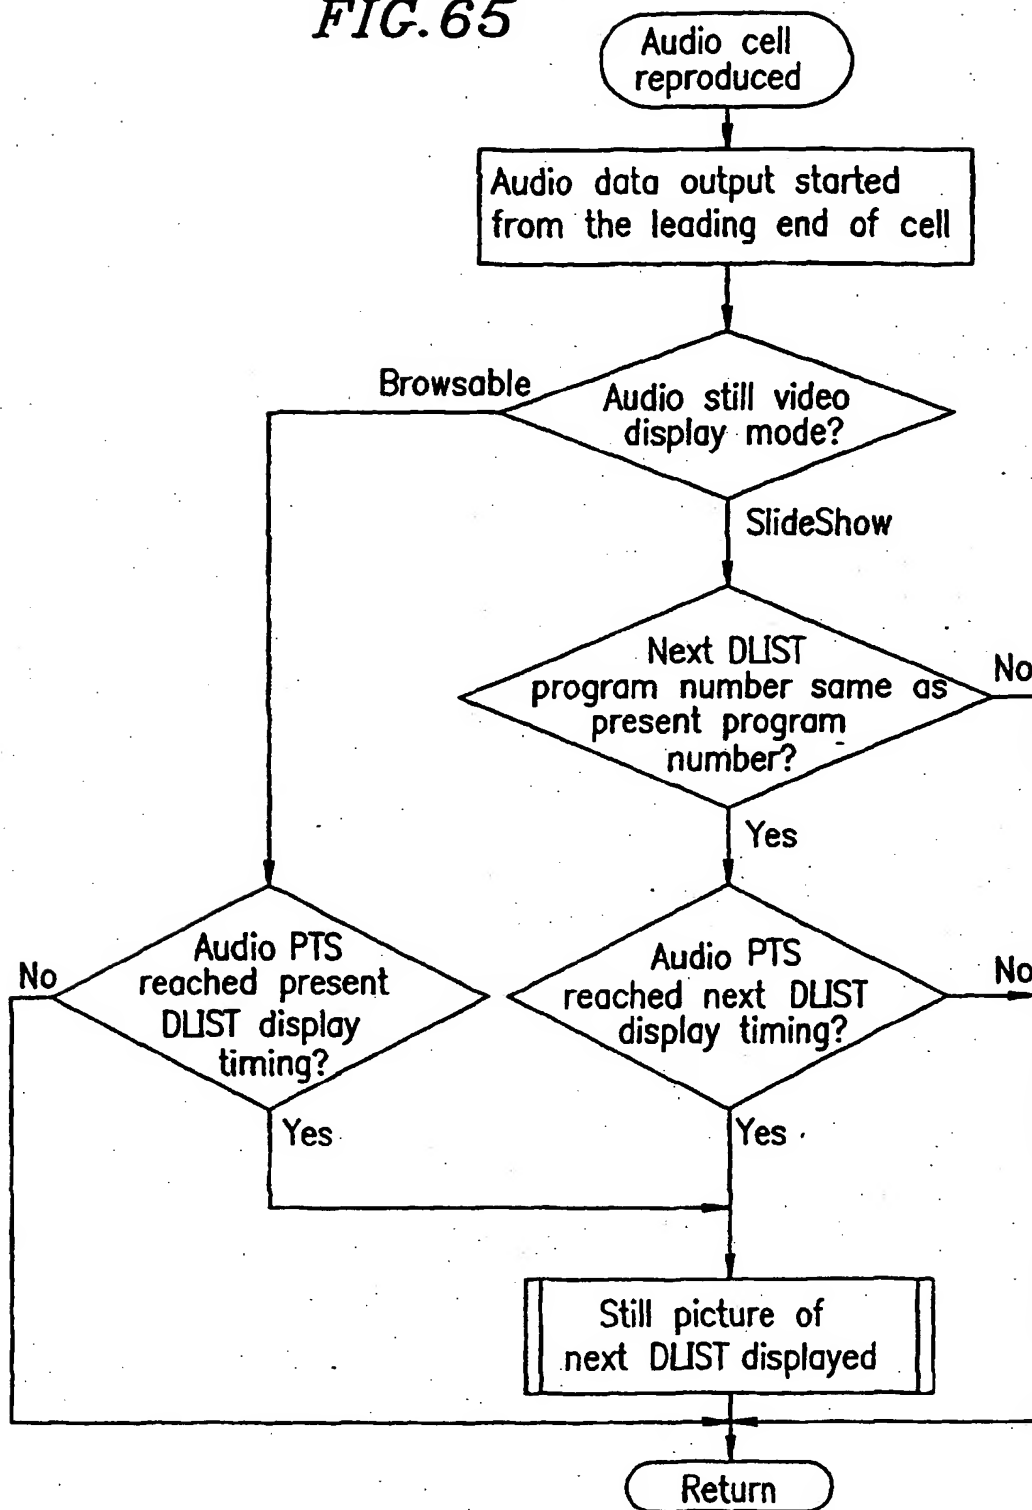 FIG.65
Audio cell
reproduced
Audio data output started
from the leading end of cell
Browsable
Audio still video
display mode?
SlideShow
Next DLIST
program number same as
present program
number?
No
Yes
No
Audio PTS
reached present
DLIST display
timing?
Audio PTS
reached next DLIST
display timing?
No
Yes
Yes
Still picture of
next DLIST displayed
Return